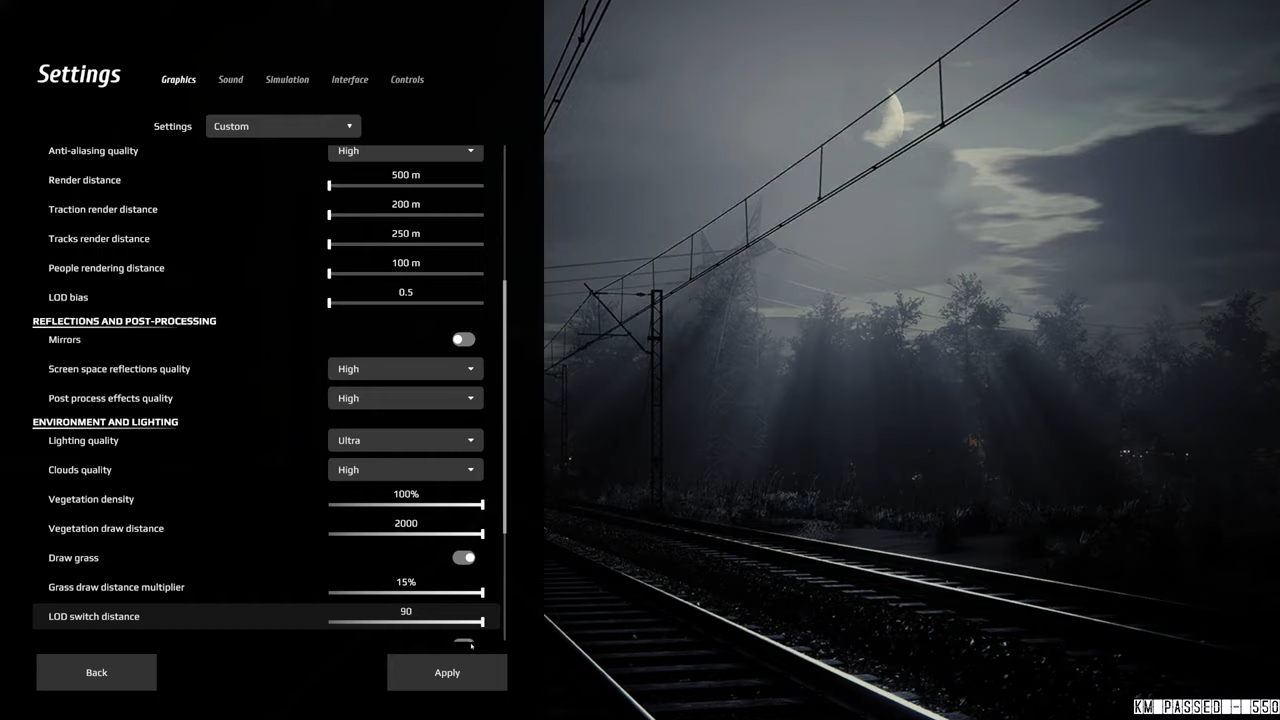 Settings
Graphics Sound Simulation Interface Controls
Settings Custom
Anti-aliasing quality High
Render distance 500 m
Traction render distance 200 m
Tracks render distance 250 m
People rendering distance 100 m
LOD bias 0.5
REFLECTIONS AND POST-PROCESSING
Mirrors
Screen space reflections quality High
Post process effects quality High
ENVIRONMENT AND LIGHTING
Lighting quality Ultra
Clouds quality High
Vegetation density 100%
Vegetation draw distance 2000
Draw grass
Grass draw distance multiplier 15%
LOD switch distance 90
Back Apply
KM PASSED - 550